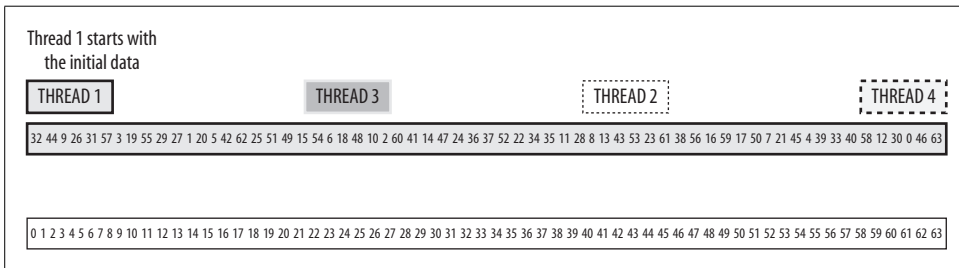 Thread 1 starts with
the initial data
THREAD 1 THREAD 3 THREAD 2 THREAD 4
32 44 9 26 31 57 3 19 55 29 27 1 20 5 42 62 25 51 49 15 54 6 18 48 10 2 60 41 14 47 24 36 37 52 22 34 35 11 28 8 13 43 53 23 61 38 56 16 59 17 50 7 21 45 4 39 33 40 58 12 30 0 46 63
0 1 2 3 4 5 6 7 8 9 10 11 12 13 14 15 16 17 18 19 20 21 22 23 24 25 26 27 28 29 30 31 32 33 34 35 36 37 38 39 40 41 42 43 44 45 46 47 48 49 50 51 52 53 54 55 56 57 58 59 60 61 62 63